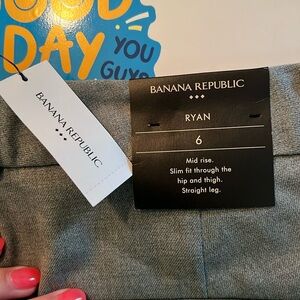 GOOD
DAY
YOU
GUYS
BANANA REPUBLIC
BANANA REPUBLIC
RYAN
6
Mid rise.
Slim fit through the
hip and thigh.
Straight leg.